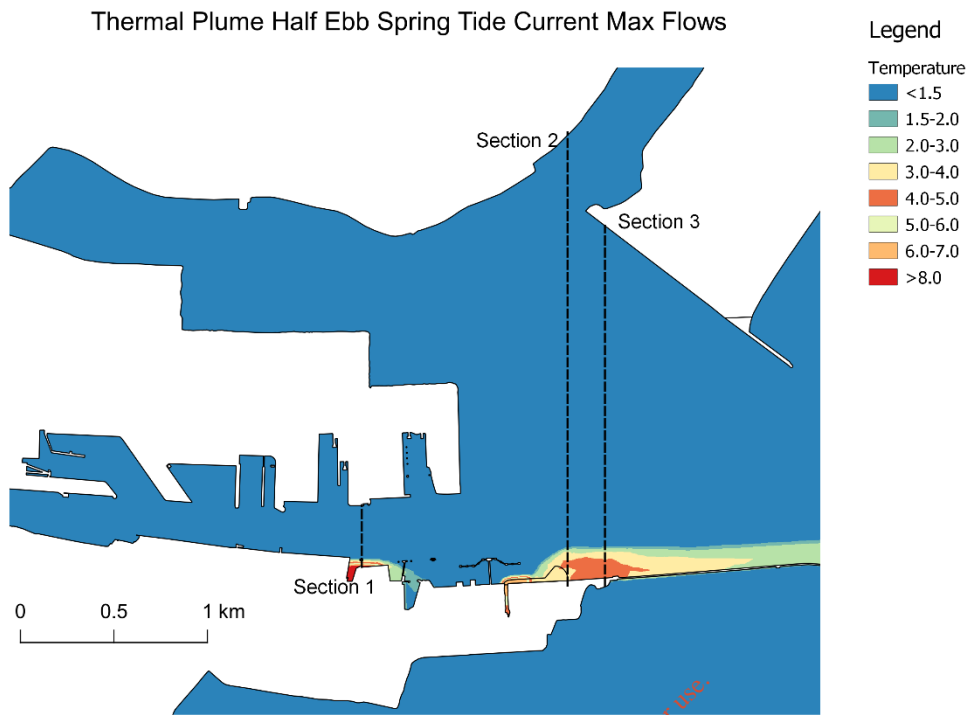 Thermal Plume Half Ebb Spring Tide Current Max Flows
Legend
Temperature
<1.5
1.5-2.0
2.0-3.0
3.0-4.0
4.0-5.0
5.0-6.0
6.0-7.0
>8.0
Section 2
Section 3
Section 1
0 0.5 1 km
use.